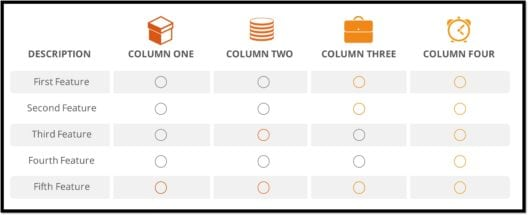 DESCRIPTION COLUMN ONE COLUMN TWO COLUMN THREE COLUMN FOUR
First Feature
Second Feature
Third Feature
Fourth Feature
Fifth Feature